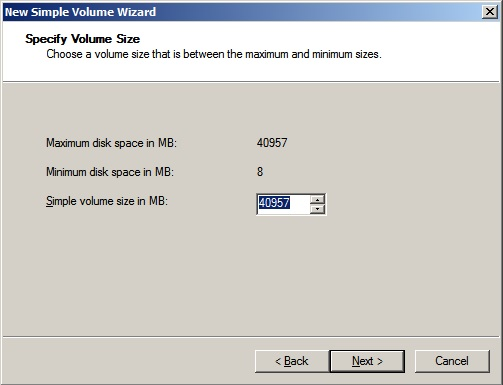 New Simple Volume Wizard
Specify Volume Size
Choose a volume size that is between the maximum and minimum sizes.
Maximum disk space in MB: 40957
Minimum disk space in MB: 8
Simple volume size in MB: 40957
< Back Next > Cancel